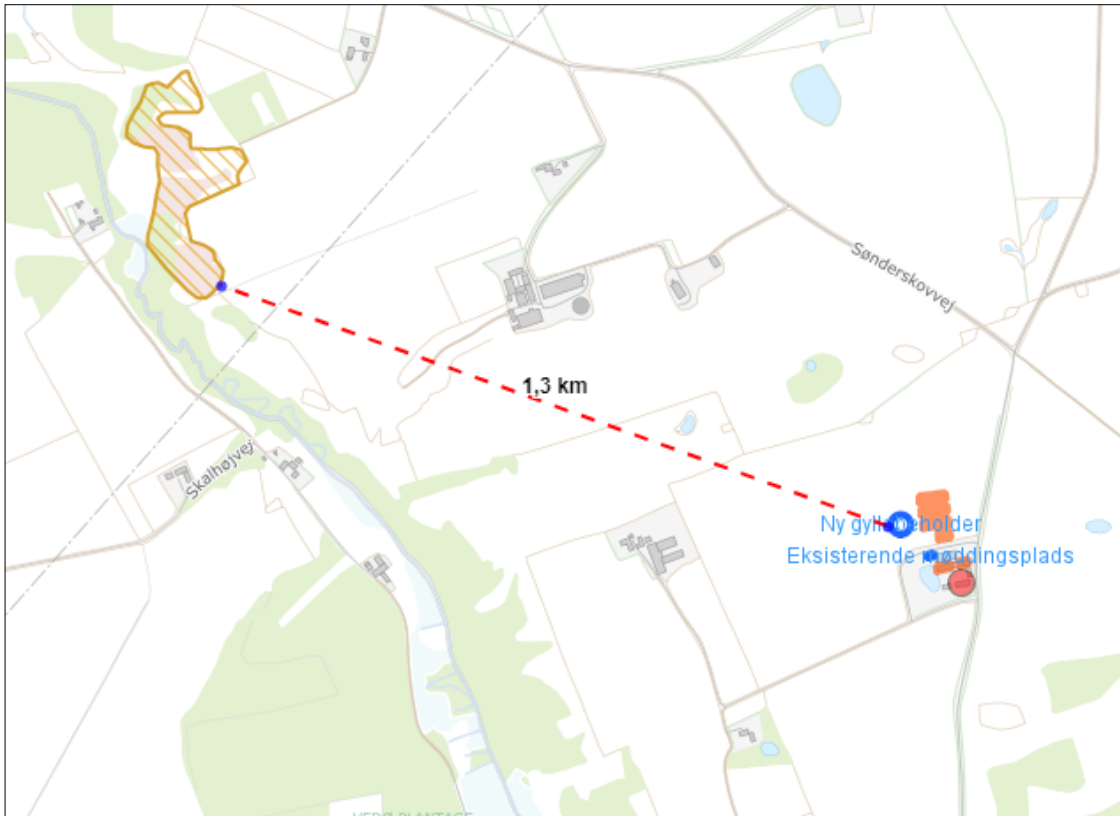 Sønderskovvej
1,3 km
Skalhøjvej
Ny gyllebeholder
Eksisterende møddingsplads